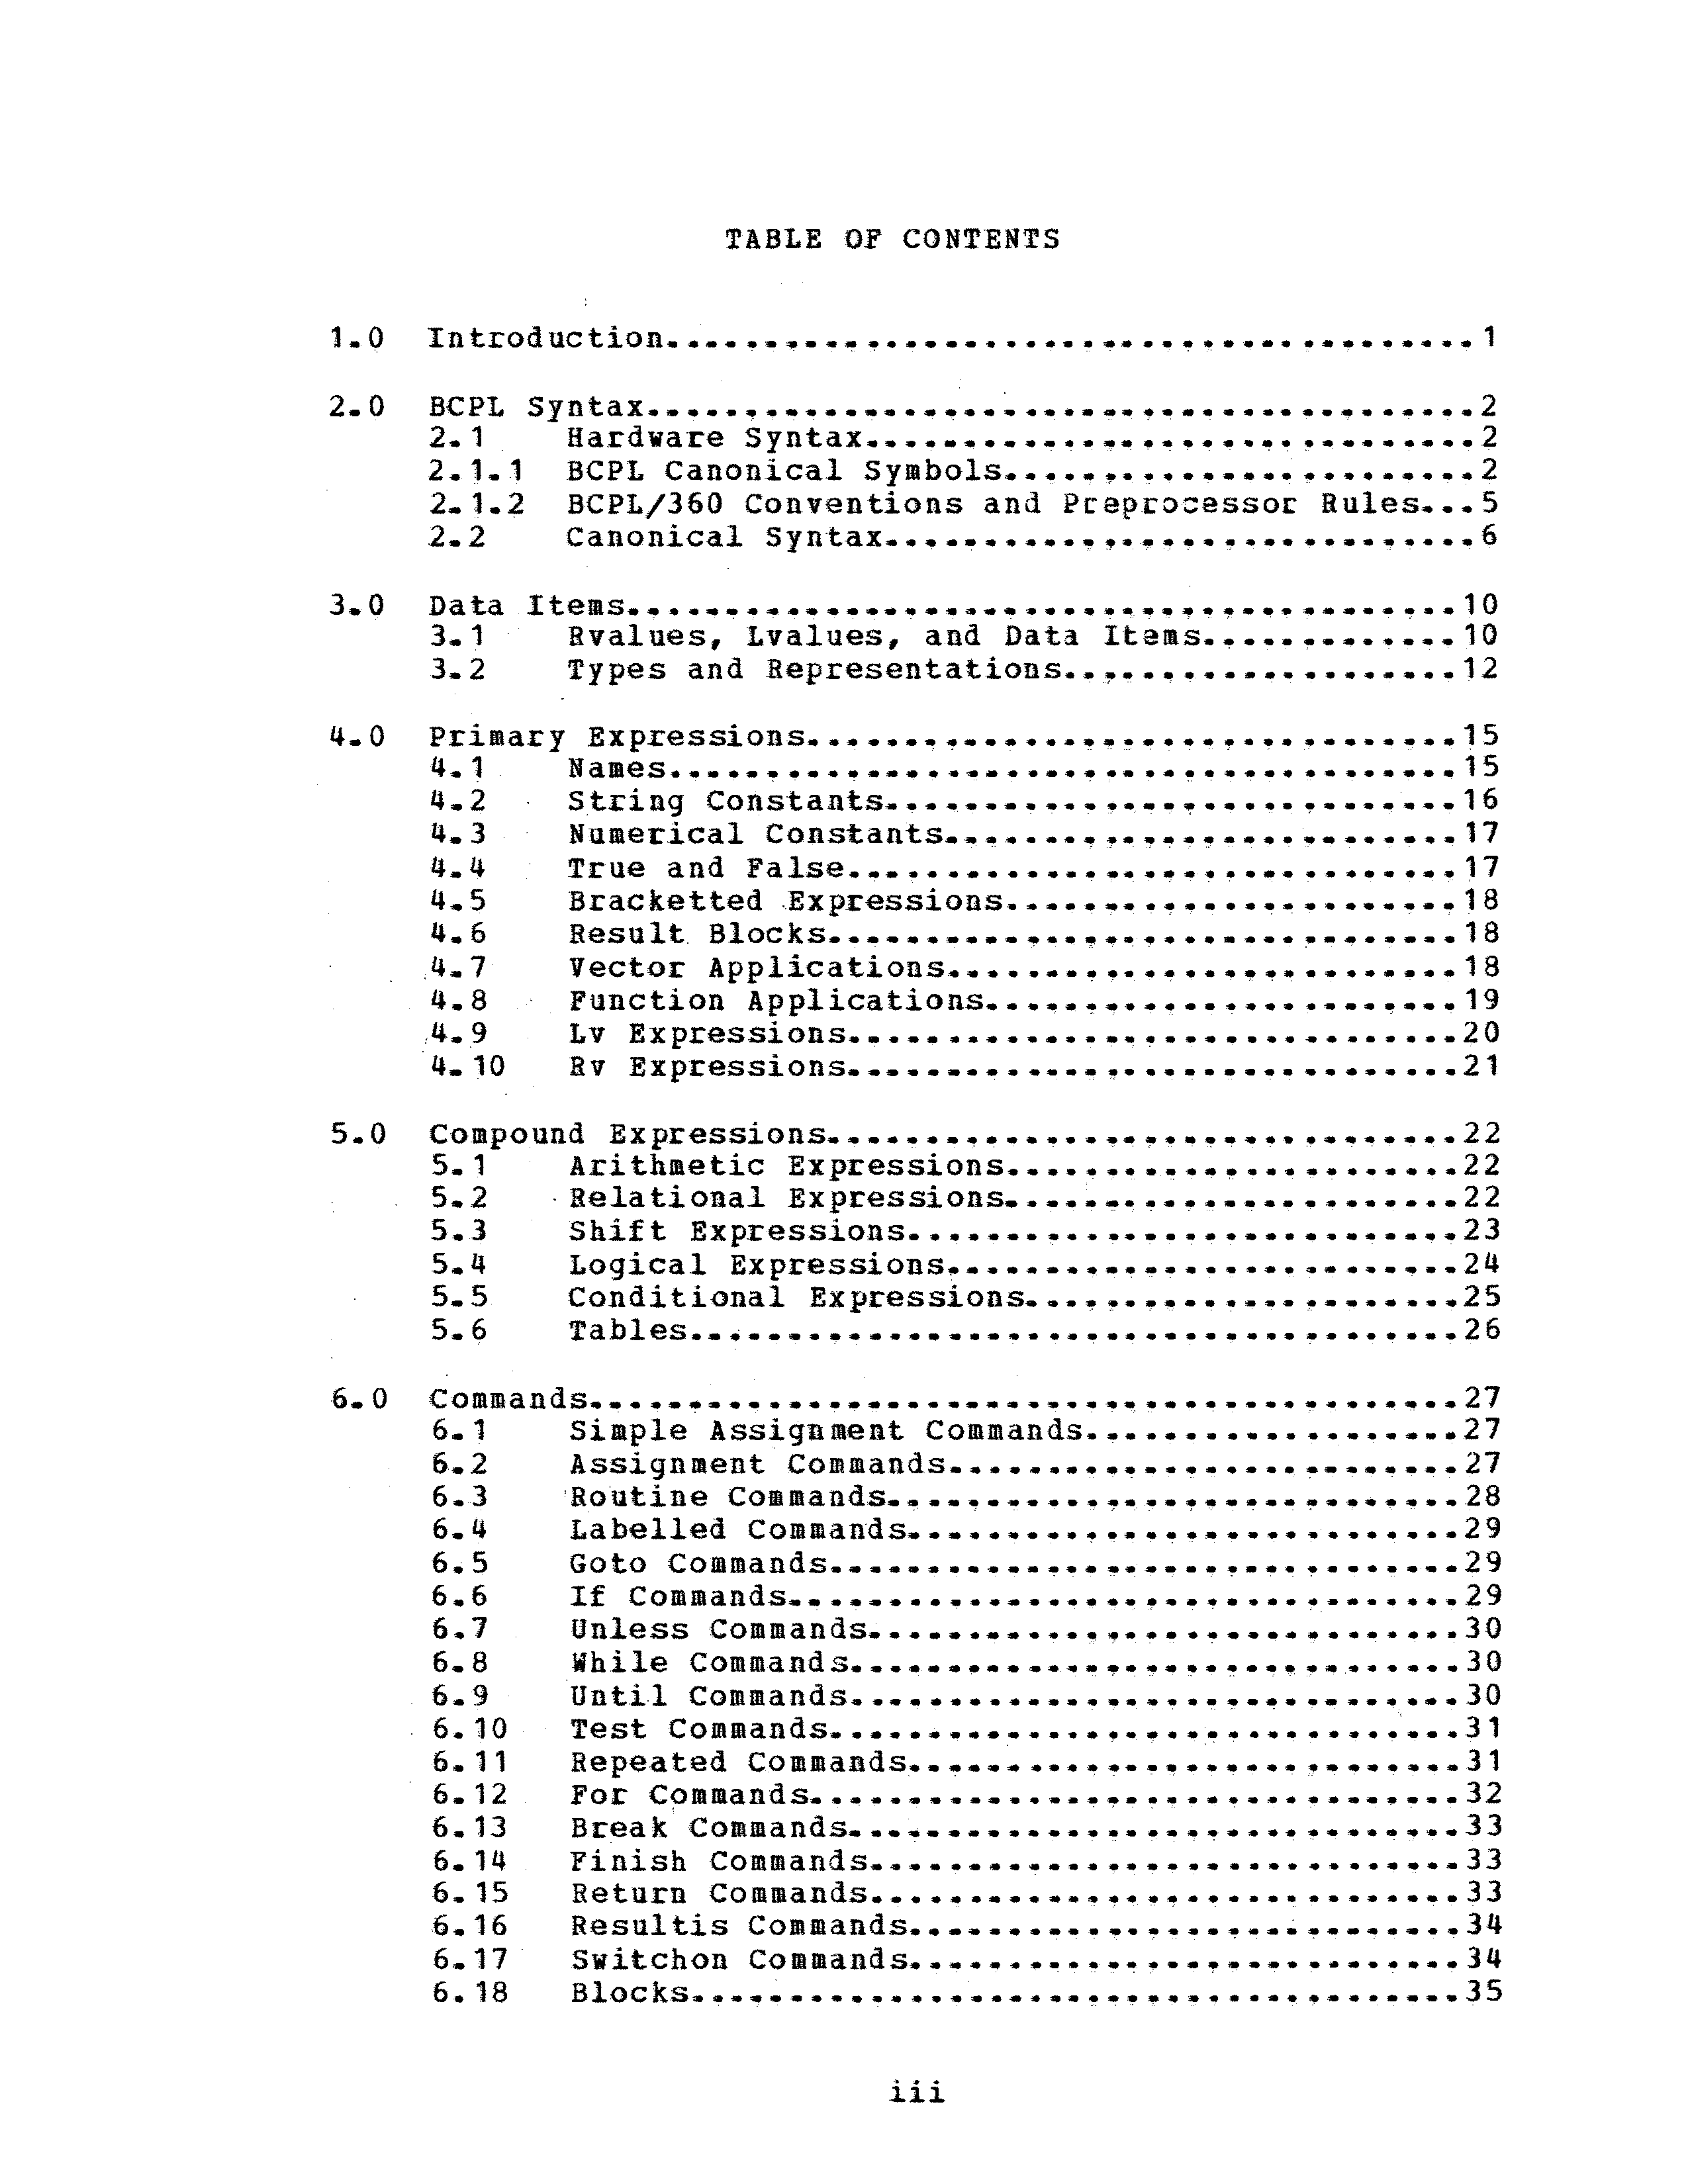 TABLE OF CONTENTS
1.0 Introduction.........................................1
2.0 BCPL Syntax..........................................2
2.1 Hardware Syntax...............................2
2.1.1 BCPL Canonical Symbols........................2
2.1.2 BCPL/360 Conventions and Preprocessor Rules...5
2.2 Canonical Syntax..............................6
3.0 Data Items..........................................10
3.1 Rvalues, Lvalues, and Data Items.............10
3.2 Types and Representations....................12
4.0 Primary Expressions.................................15
4.1 Names........................................15
4.2 String Constants.............................16
4.3 Numerical Constants..........................17
4.4 True and False...............................17
4.5 Bracketted Expressions.......................18
4.6 Result Blocks................................18
4.7 Vector Applications..........................18
4.8 Function Applications........................19
4.9 Lv Expressions...............................20
4.10 Rv Expressions...............................21
5.0 Compound Expressions................................22
5.1 Arithmetic Expressions.......................22
5.2 Relational Expressions.......................22
5.3 Shift Expressions............................23
5.4 Logical Expressions..........................24
5.5 Conditional Expressions......................25
5.6 Tables.......................................26
6.0 Commands............................................27
6.1 Simple Assignment Commands...................27
6.2 Assignment Commands..........................27
6.3 Routine Commands.............................28
6.4 Labelled Commands............................29
6.5 Goto Commands................................29
6.6 If Commands..................................29
6.7 Unless Commands..............................30
6.8 While Commands...............................30
6.9 Until Commands...............................30
6.10 Test Commands................................31
6.11 Repeated Commands............................31
6.12 For Commands.................................32
6.13 Break Commands...............................33
6.14 Finish Commands..............................33
6.15 Return Commands..............................33
6.16 Resultis Commands............................34
6.17 Switchon Commands............................34
6.18 Blocks.......................................35
iii